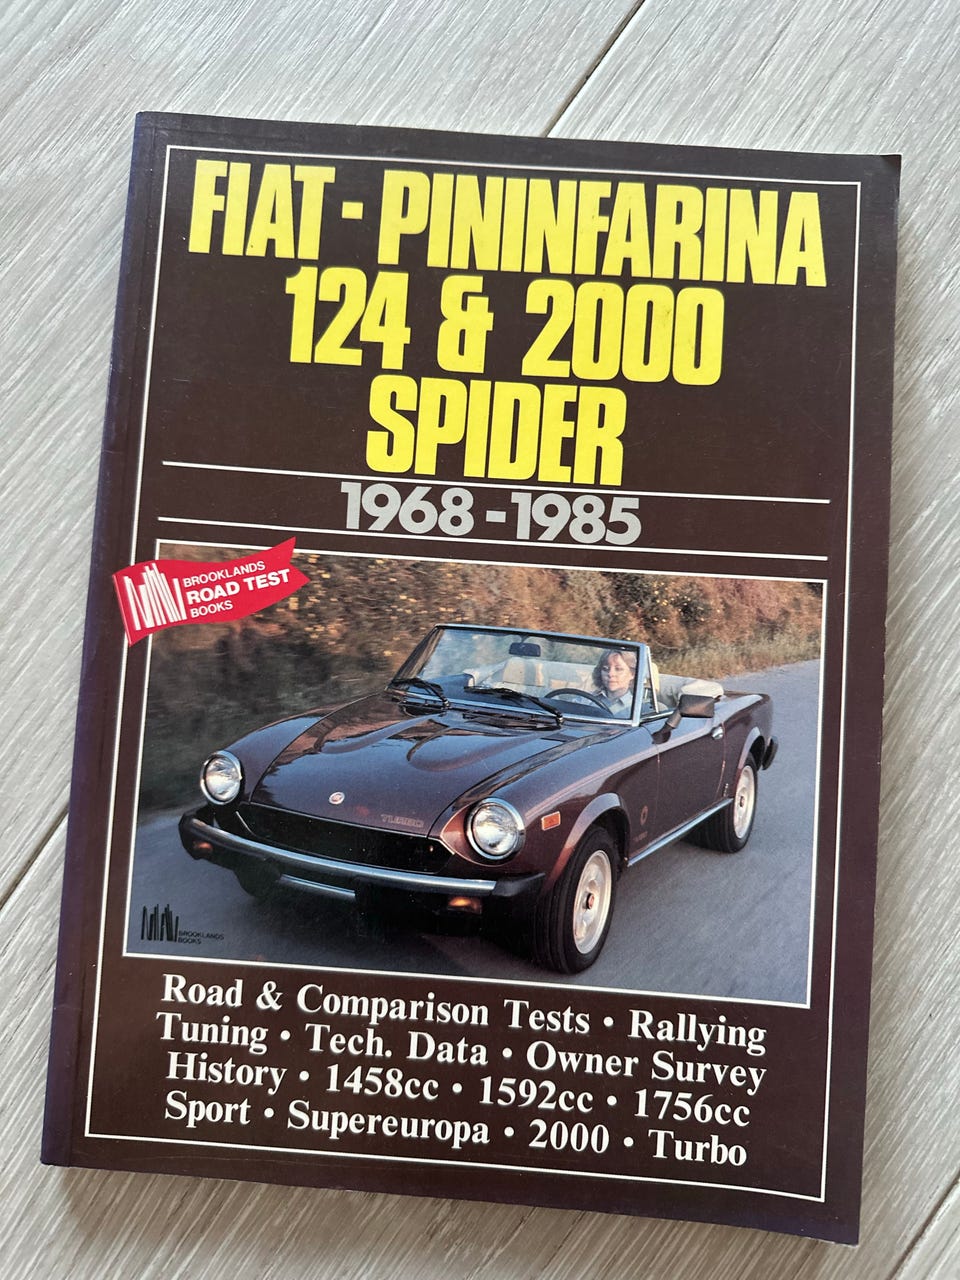 FIAT-PININFARINA
124 & 2000
SPIDER
1968-1985
BROOKLANDS
ROAD TEST
BOOKS
TURBO
BROOKLANDS
BOOKS
Road & Comparison Tests • Rallying
Tuning • Tech. Data • Owner Survey
History • 1458cc • 1592cc • 1756cc
Sport • Supereuropa • 2000 • Turbo